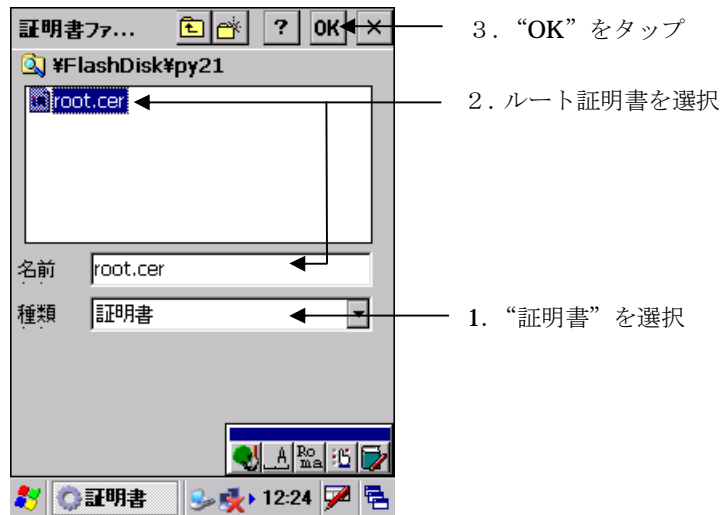 証明書ファ... ? OK ×
3.“OK”をタップ
¥FlashDisk¥py21
root.cer
2.ルート証明書を選択
名前 root.cer
種類 証明書
1.“証明書”を選択
A Ro ma
証明書 12:24